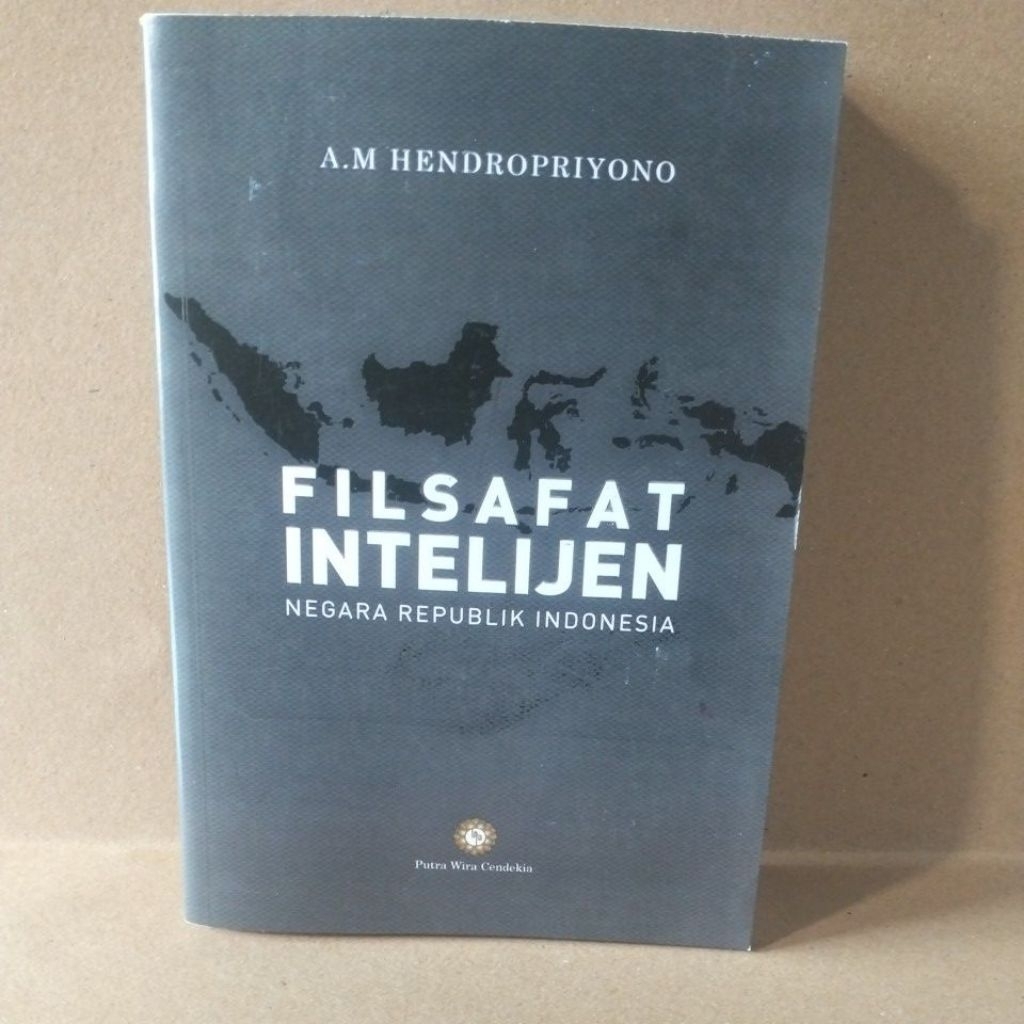 A.M HENDROPRIYONO
FILSAFAT
INTELIJEN
NEGARA REPUBLIK INDONESIA
Putra Wira Cendekia